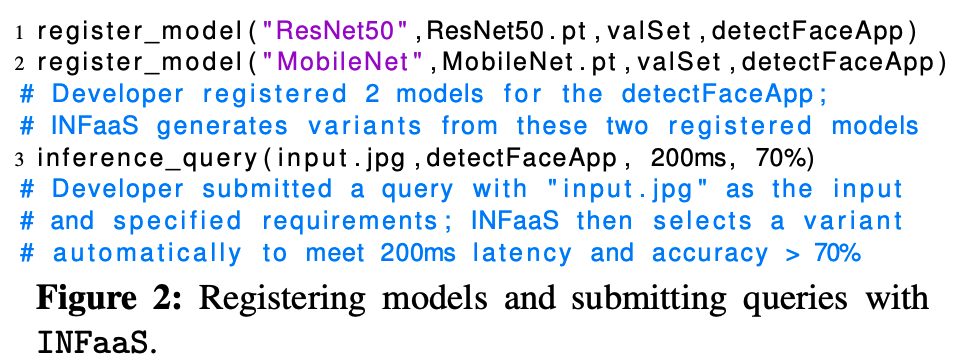 1 register_model("ResNet50",ResNet50.pt,valSet,detectFaceApp)
2 register_model("MobileNet",MobileNet.pt,valSet,detectFaceApp)
# Developer registered 2 models for the detectFaceApp;
# INFaaS generates variants from these two registered models
3 inference_query(input.jpg,detectFaceApp, 200ms, 70%)
# Developer submitted a query with "input.jpg" as the input
# and specified requirements; INFaaS then selects a variant
# automatically to meet 200ms latency and accuracy > 70%
Figure 2: Registering models and submitting queries with
INFaaS.